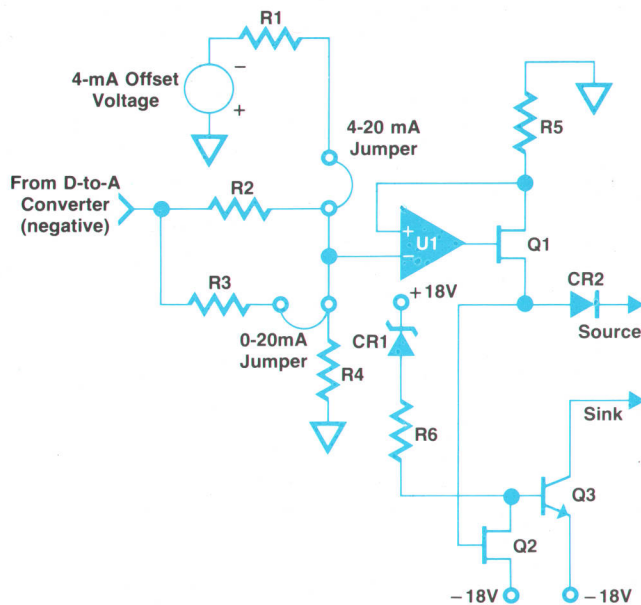 R1
4-mA Offset
Voltage
−
+
4-20 mA
Jumper
R5
From D-to-A
Converter
(negative)
R2
+
U1
−
Q1
+18V
CR2
R3
Source
CR1
0-20mA
Jumper
R4
Sink
R6
Q3
Q2
−18V
−18V